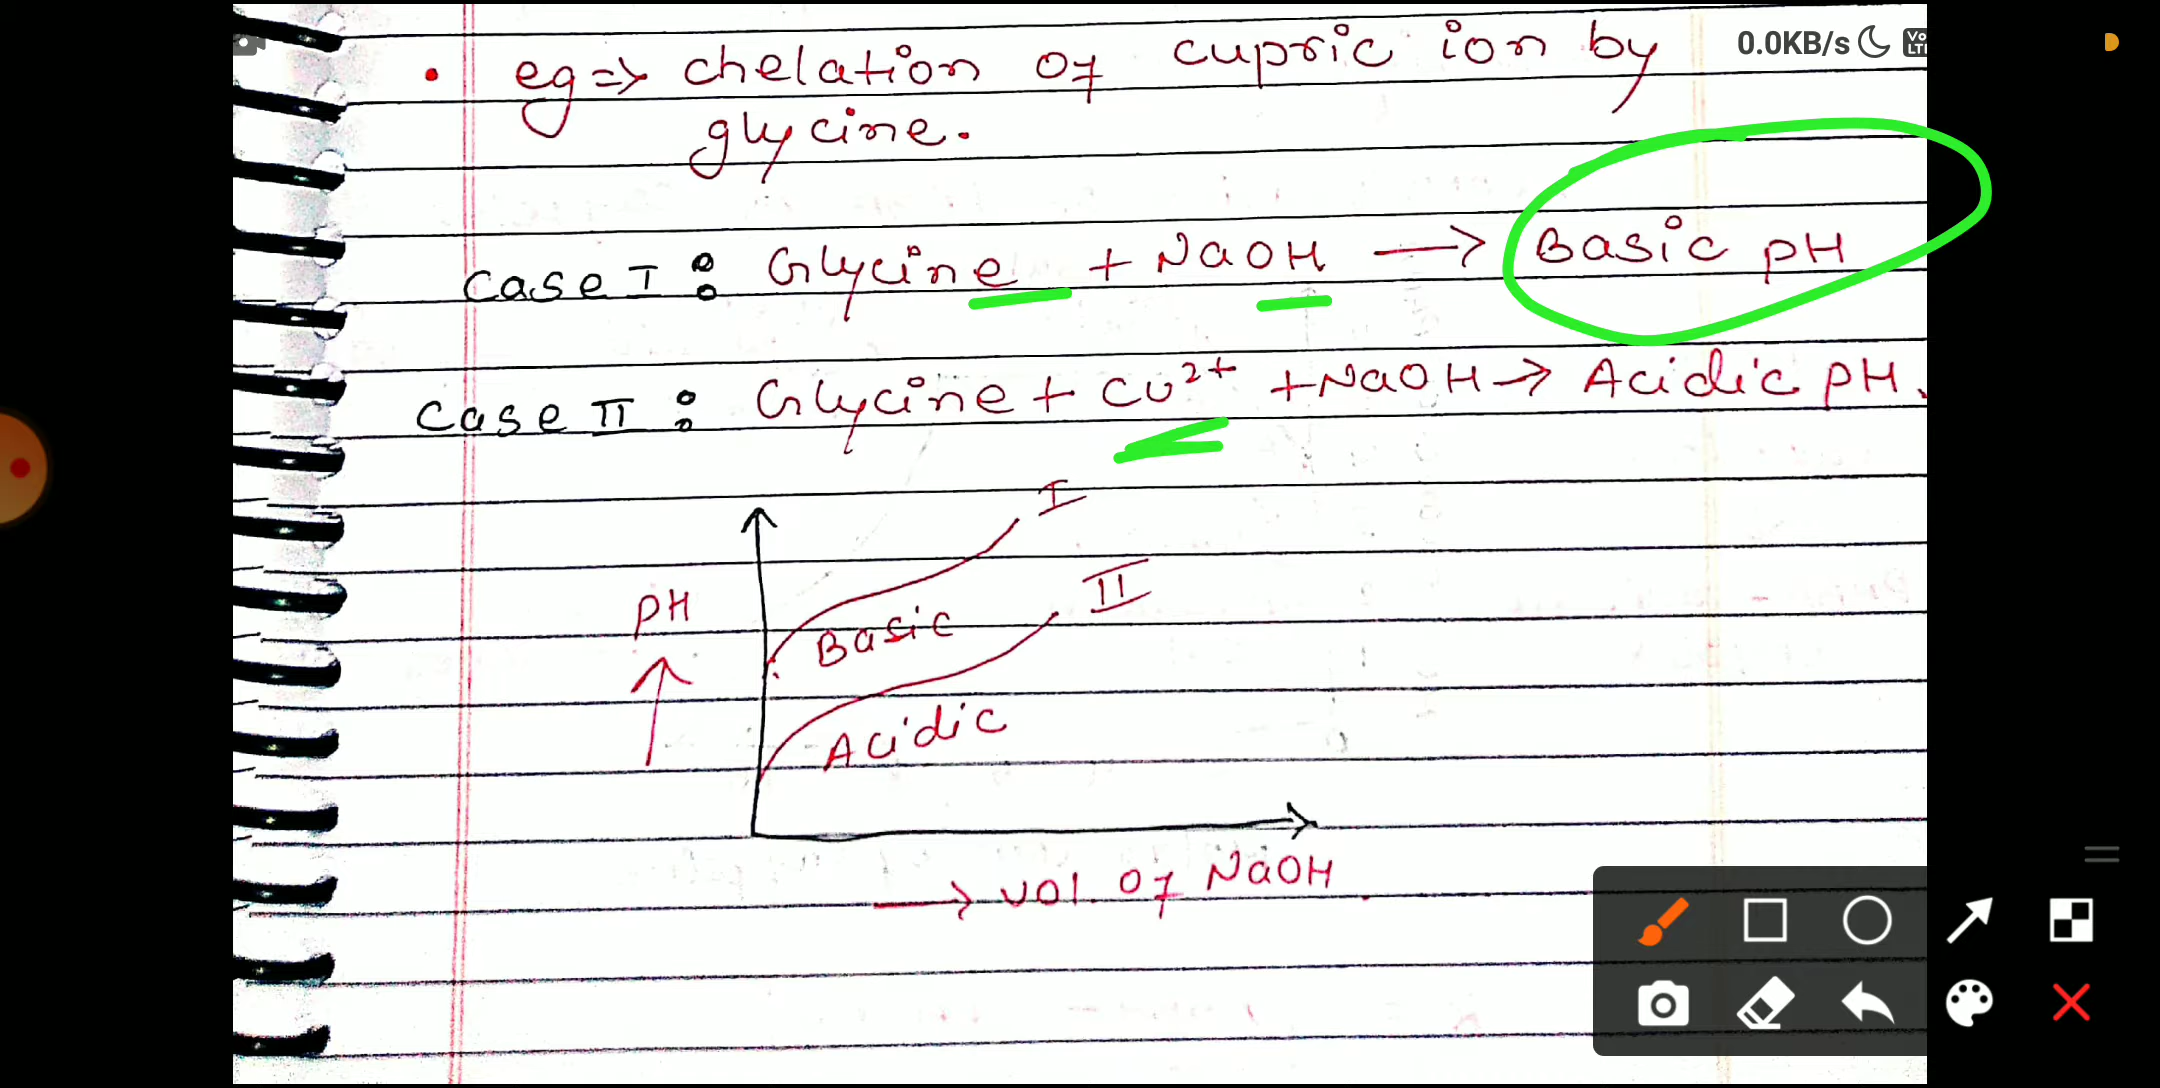 0.0KB/s
• eg => chelation of cupric ion by
glycine.
Case I : Glycine + NaOH → Basic pH
Case II : Glycine + Cu²⁺ + NaOH → Acidic pH.
I
II
pH
Basic
Acidic
→ vol. of NaOH.